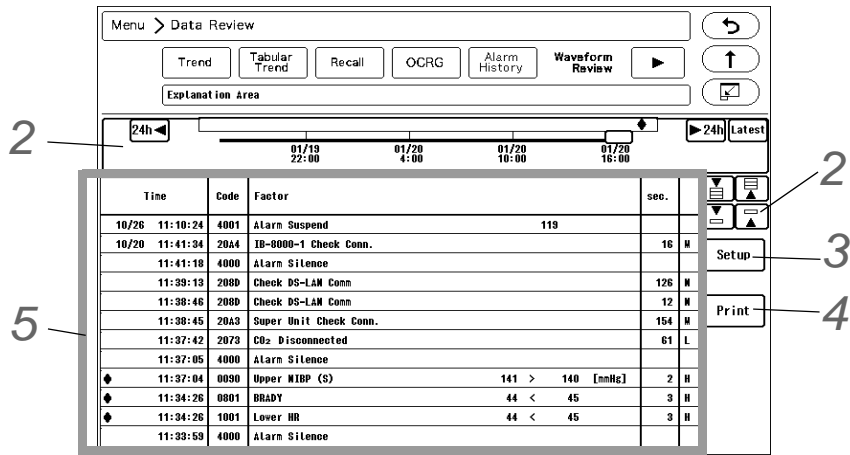 Menu > Data Review
Trend Tabular Trend Recall OCRG Alarm History Waveform Review ▶
Explanation Area
24h◀ ▶24h Latest
01/19 22:00 01/20 4:00 01/20 10:00 01/20 16:00
2
2
Time Code Factor sec.
10/26 11:10:24 4001 Alarm Suspend 119
10/20 11:41:34 20A4 IB-8000-1 Check Conn. 16 M
11:41:18 4000 Alarm Silence
11:39:13 208D Check DS-LAN Comm 126 N
11:38:46 208D Check DS-LAN Comm 12 N
11:38:45 20A3 Super Unit Check Conn. 154 M
11:37:42 2073 CO₂ Disconnected 61 L
11:37:05 4000 Alarm Silence
♦ 11:37:04 0090 Upper NIBP (S) 141 > 140 [mmHg] 2 H
♦ 11:34:26 0801 BRADY 44 < 45 3 H
♦ 11:34:26 1001 Lower HR 44 < 45 3 H
11:33:59 4000 Alarm Silence
Setup 3
Print 4
5